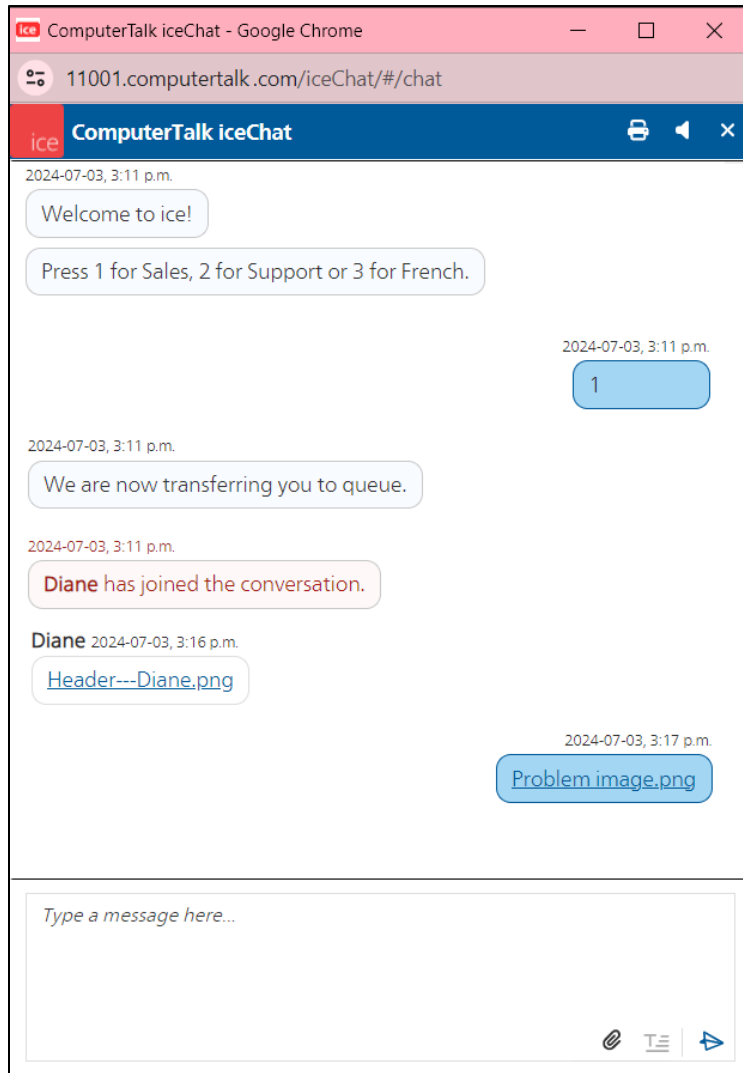 ice ComputerTalk iceChat - Google Chrome
11001.computertalk.com/iceChat/#/chat
ice ComputerTalk iceChat
2024-07-03, 3:11 p.m.
Welcome to ice!
Press 1 for Sales, 2 for Support or 3 for French.
2024-07-03, 3:11 p.m.
1
2024-07-03, 3:11 p.m.
We are now transferring you to queue.
2024-07-03, 3:11 p.m.
Diane has joined the conversation.
Diane 2024-07-03, 3:16 p.m.
Header---Diane.png
2024-07-03, 3:17 p.m.
Problem image.png
Type a message here...